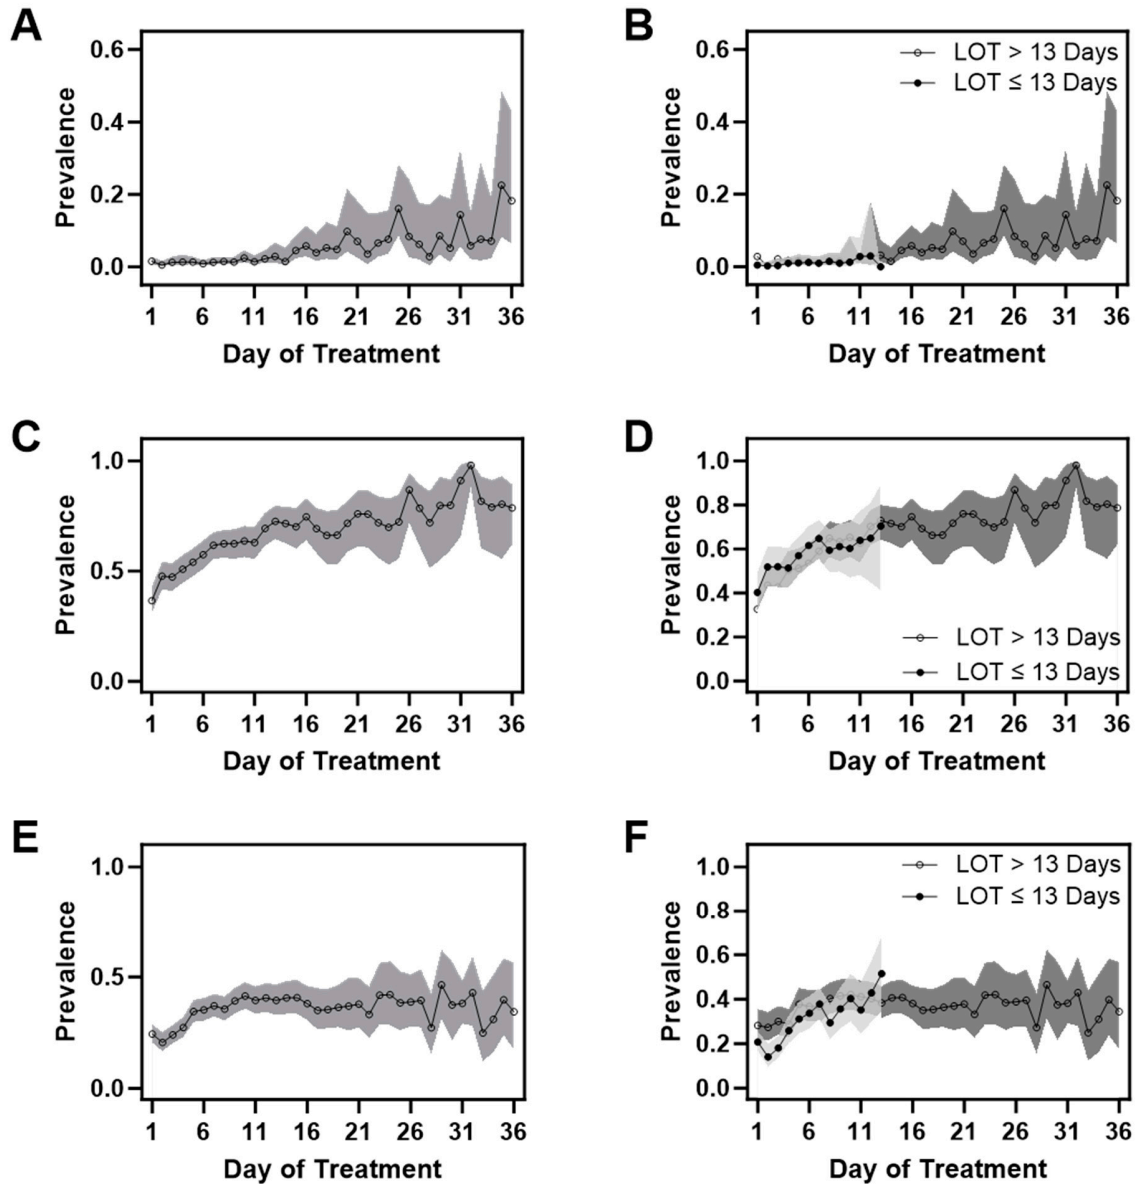 A
Prevalence
0.6
0.4
0.2
0.0
1 6 11 16 21 26 31 36
Day of Treatment
B
Prevalence
0.6
0.4
0.2
0.0
LOT > 13 Days
LOT ≤ 13 Days
1 6 11 16 21 26 31 36
Day of Treatment
C
Prevalence
1.0
0.5
0.0
1 6 11 16 21 26 31 36
Day of Treatment
D
Prevalence
1.0
0.8
0.6
0.4
0.2
0.0
LOT > 13 Days
LOT ≤ 13 Days
1 6 11 16 21 26 31 36
Day of Treatment
E
Prevalence
1.0
0.5
0.0
1 6 11 16 21 26 31 36
Day of Treatment
F
Prevalence
1.0
0.8
0.6
0.4
0.2
0.0
LOT > 13 Days
LOT ≤ 13 Days
1 6 11 16 21 26 31 36
Day of Treatment